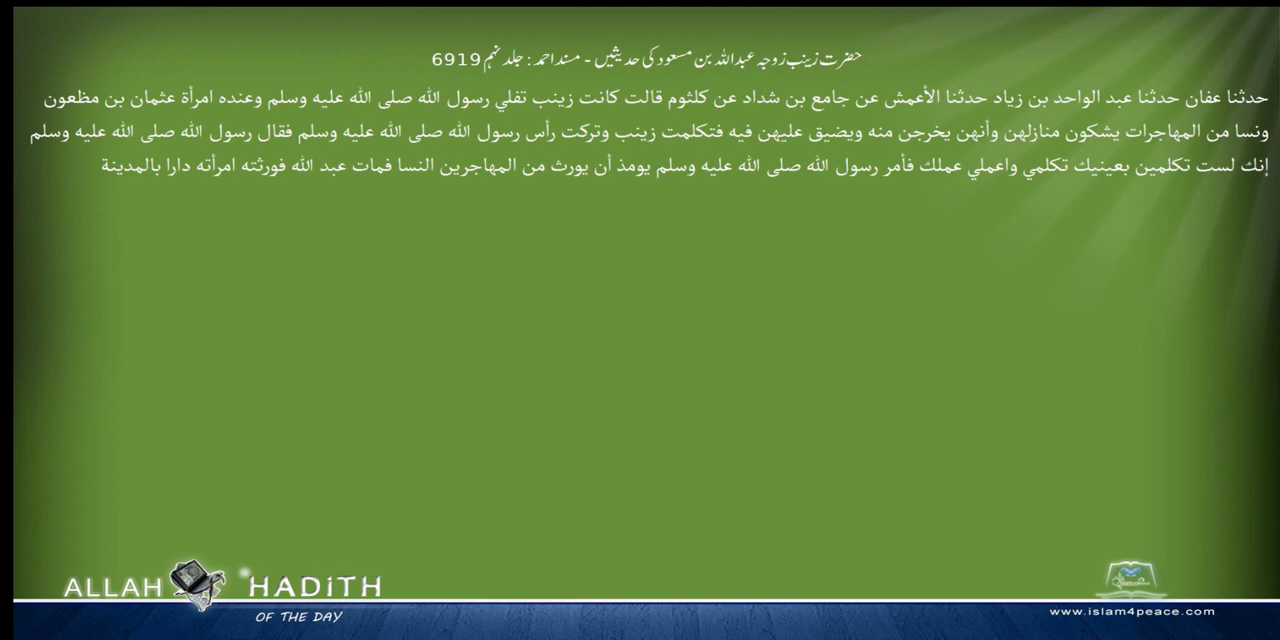 حضرت زینب زوجہ عبداللہ بن مسعود کی حدیثیں - مسند احمد: جلد نہم 6919
حدثنا عفان حدثنا عبد الواحد بن زياد حدثنا الأعمش عن جامع بن شداد عن كلثوم قالت كانت زينب تفلي رسول الله صلى الله عليه وسلم وعنده امرأة عثمان بن مظعون
ونسا من المهاجرات يشكون منازلهن وأنهن يخرجن منه ويضيق عليهن فيه فتكلمت زينب وتركت رأس رسول الله صلى الله عليه وسلم فقال رسول الله صلى الله عليه وسلم
إنك لست تكلمين بعينيك تكلمي واعملي عملك فأمر رسول الله صلى الله عليه وسلم يومذ أن يورث من المهاجرين النسا فمات عبد الله فورثته امرأته دارا بالمدينة
ALLAH HADITH
OF THE DAY
www.islam4peace.com